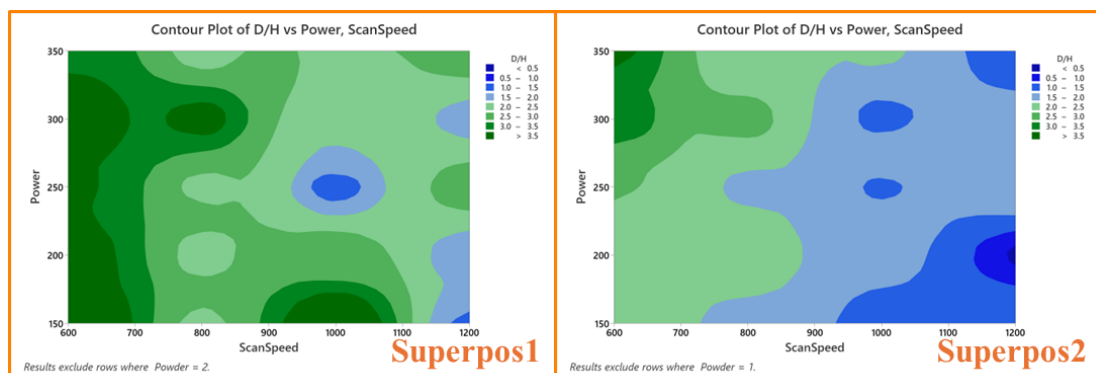 Contour Plot of D/H vs Power, ScanSpeed
350
300
250
200
150
Power
600 700 800 900 1000 1100 1200
ScanSpeed
D/H
< 0.5
0.5 – 1.0
1.0 – 1.5
1.5 – 2.0
2.0 – 2.5
2.5 – 3.0
3.0 – 3.5
> 3.5
Superpos1
Results exclude rows where Powder = 2.
Contour Plot of D/H vs Power, ScanSpeed
350
300
250
200
150
Power
600 700 800 900 1000 1100 1200
ScanSpeed
D/H
< 0.5
0.5 – 1.0
1.0 – 1.5
1.5 – 2.0
2.0 – 2.5
2.5 – 3.0
3.0 – 3.5
> 3.5
Superpos2
Results exclude rows where Powder = 1.